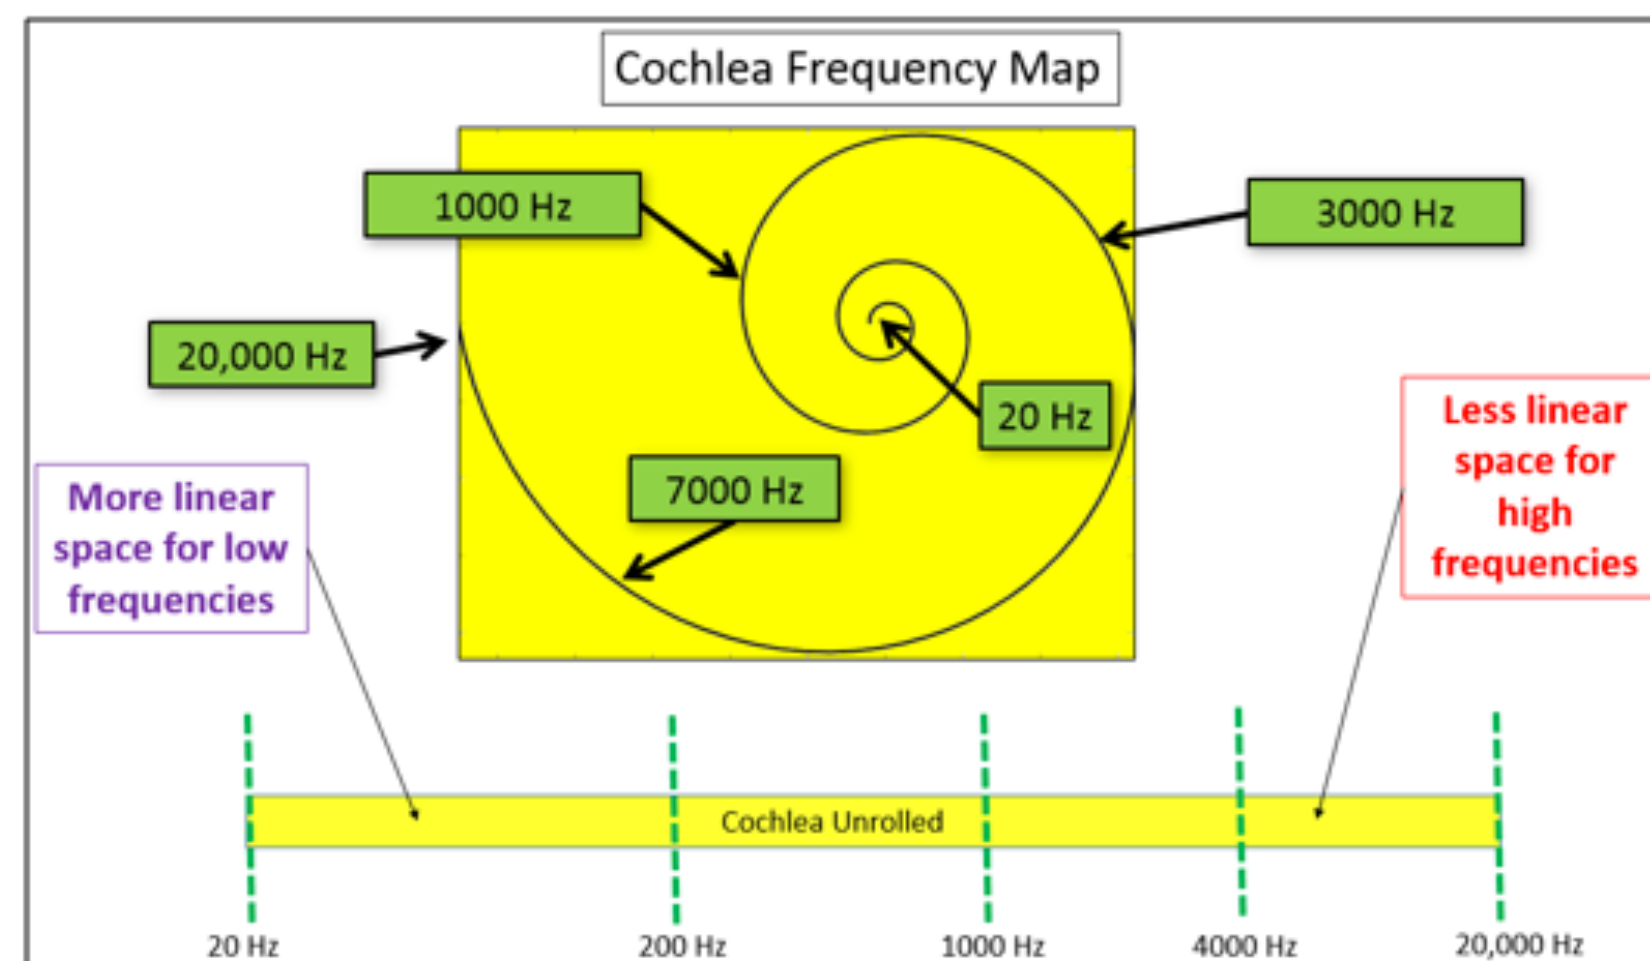 Cochlea Frequency Map
1000 Hz
3000 Hz
20,000 Hz
20 Hz
7000 Hz
More linear
space for low
frequencies
Less linear
space for
high
frequencies
Cochlea Unrolled
20 Hz
200 Hz
1000 Hz
4000 Hz
20,000 Hz